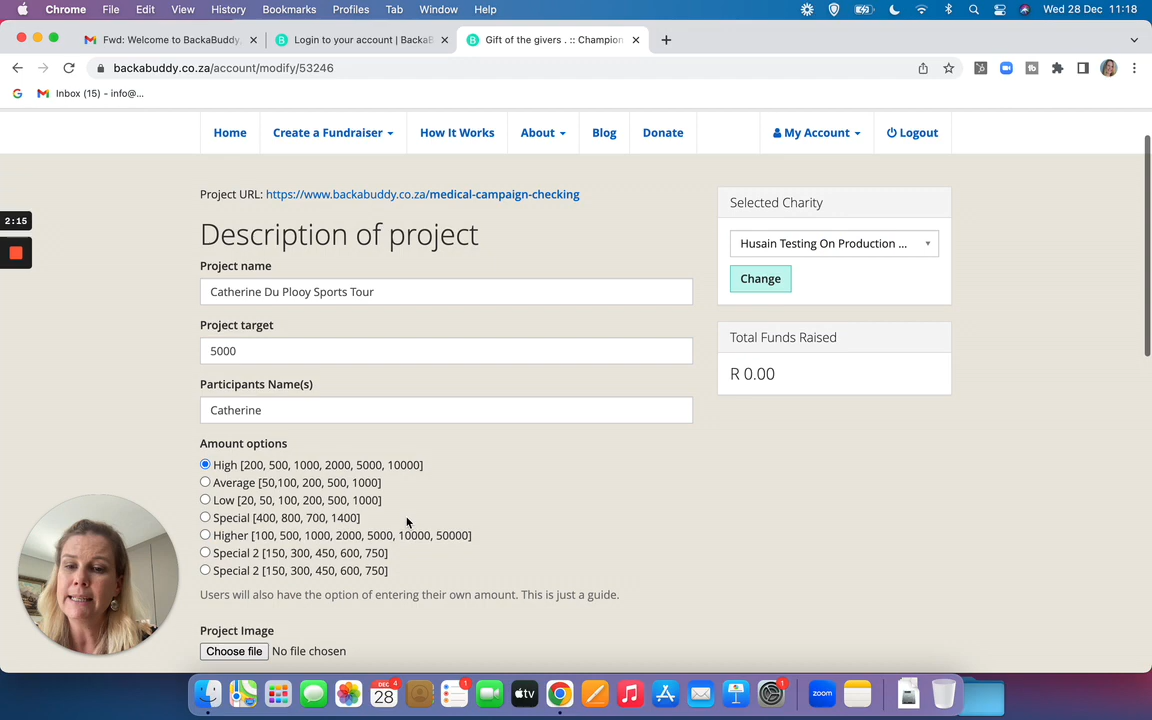 Chrome File Edit View History Bookmarks Profiles Tab Window Help Wed 28 Dec 11:18
Fwd: Welcome to BackaBuddy, Login to your account | BackaB Gift of the givers . :: Champion
backabuddy.co.za/account/modify/53246
Inbox (15) - info@...
Home Create a Fundraiser How It Works About Blog Donate My Account Logout
Project URL: https://www.backabuddy.co.za/medical-campaign-checking
Selected Charity
2:15
Description of project
Husain Testing On Production ...
Project name
Change
Catherine Du Plooy Sports Tour
Project target
Total Funds Raised
5000
R 0.00
Participants Name(s)
Catherine
Amount options
High [200, 500, 1000, 2000, 5000, 10000]
Average [50,100, 200, 500, 1000]
Low [20, 50, 100, 200, 500, 1000]
Special [400, 800, 700, 1400]
Higher [100, 500, 1000, 2000, 5000, 10000, 50000]
Special 2 [150, 300, 450, 600, 750]
Special 2 [150, 300, 450, 600, 750]
Users will also have the option of entering their own amount. This is just a guide.
Project Image
Choose file No file chosen
DEC 28 4 1 tv zoom 1